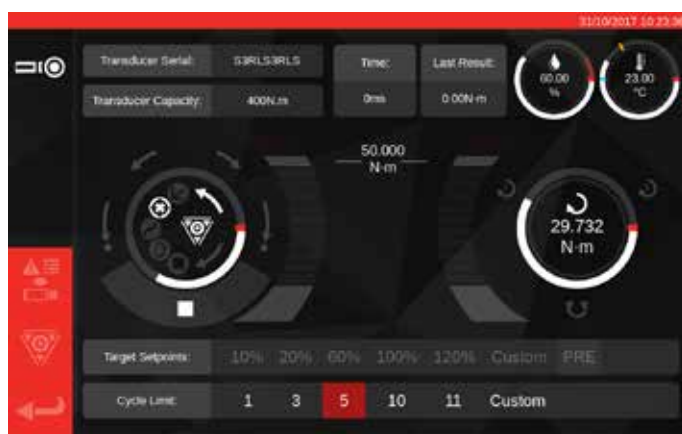 31/10/2017 10:23:36
Transducer Serial: S3RLS3RLS Time: Last Result:
60.00 % 23.00 °C
Transducer Capacity: 400N.m 0ms 0.00N·m
50.000
N·m
29.732
N·m
Target Setpoints: 10% 20% 60% 100% 120% Custom PRE
Cycle Limit: 1 3 5 10 11 Custom